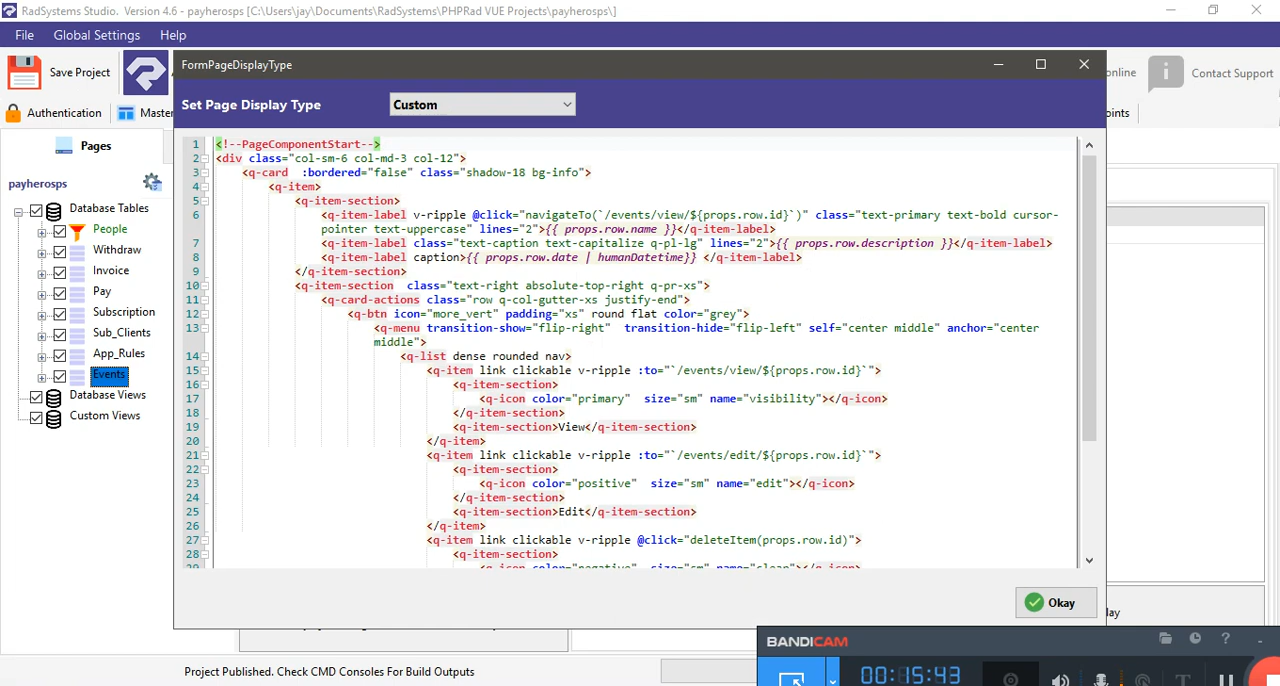 RadSystems Studio.  Version 4.6 - payherosps [C:\Users\jay\Documents\RadSystems\PHPRad VUE Projects\payherosps\]
File Global Settings Help
Save Project
FormPageDisplayType
online
Contact Support
Set Page Display Type Custom
Authentication Master
oints
Pages
payherosps
Database Tables
People
Withdraw
Invoice
Pay
Subscription
Sub_Clients
App_Rules
Events
Database Views
Custom Views
1 <!--PageComponentStart-->
2 <div class="col-sm-6 col-md-3 col-12">
3 <q-card  :bordered="false" class="shadow-18 bg-info">
4 <q-item>
5 <q-item-section>
6 <q-item-label v-ripple @click="navigateTo(`/events/view/${props.row.id}`)" class="text-primary text-bold cursor-
pointer text-uppercase" lines="2">{{ props.row.name }}</q-item-label>
7 <q-item-label class="text-caption text-capitalize q-pl-lg" lines="2">{{ props.row.description }}</q-item-label>
8 <q-item-label caption>{{ props.row.date | humanDatetime}} </q-item-label>
9 </q-item-section>
10 <q-item-section  class="text-right absolute-top-right q-pr-xs">
11 <q-card-actions class="row q-col-gutter-xs justify-end">
12 <q-btn icon="more_vert" padding="xs" round flat color="grey">
13 <q-menu transition-show="flip-right"  transition-hide="flip-left" self="center middle" anchor="center
middle">
14 <q-list dense rounded nav>
15 <q-item link clickable v-ripple :to="`/events/view/${props.row.id}`">
16 <q-item-section>
17 <q-icon color="primary"  size="sm" name="visibility"></q-icon>
18 </q-item-section>
19 <q-item-section>View</q-item-section>
20 </q-item>
21 <q-item link clickable v-ripple :to="`/events/edit/${props.row.id}`">
22 <q-item-section>
23 <q-icon color="positive"  size="sm" name="edit"></q-icon>
24 </q-item-section>
25 <q-item-section>Edit</q-item-section>
26 </q-item>
27 <q-item link clickable v-ripple @click="deleteItem(props.row.id)">
28 <q-item-section>
29 <q-icon color="negative"  size="sm" name="clear"></q-icon>
Okay
lay
BANDICAM
00:15:43
Project Published. Check CMD Consoles For Build Outputs